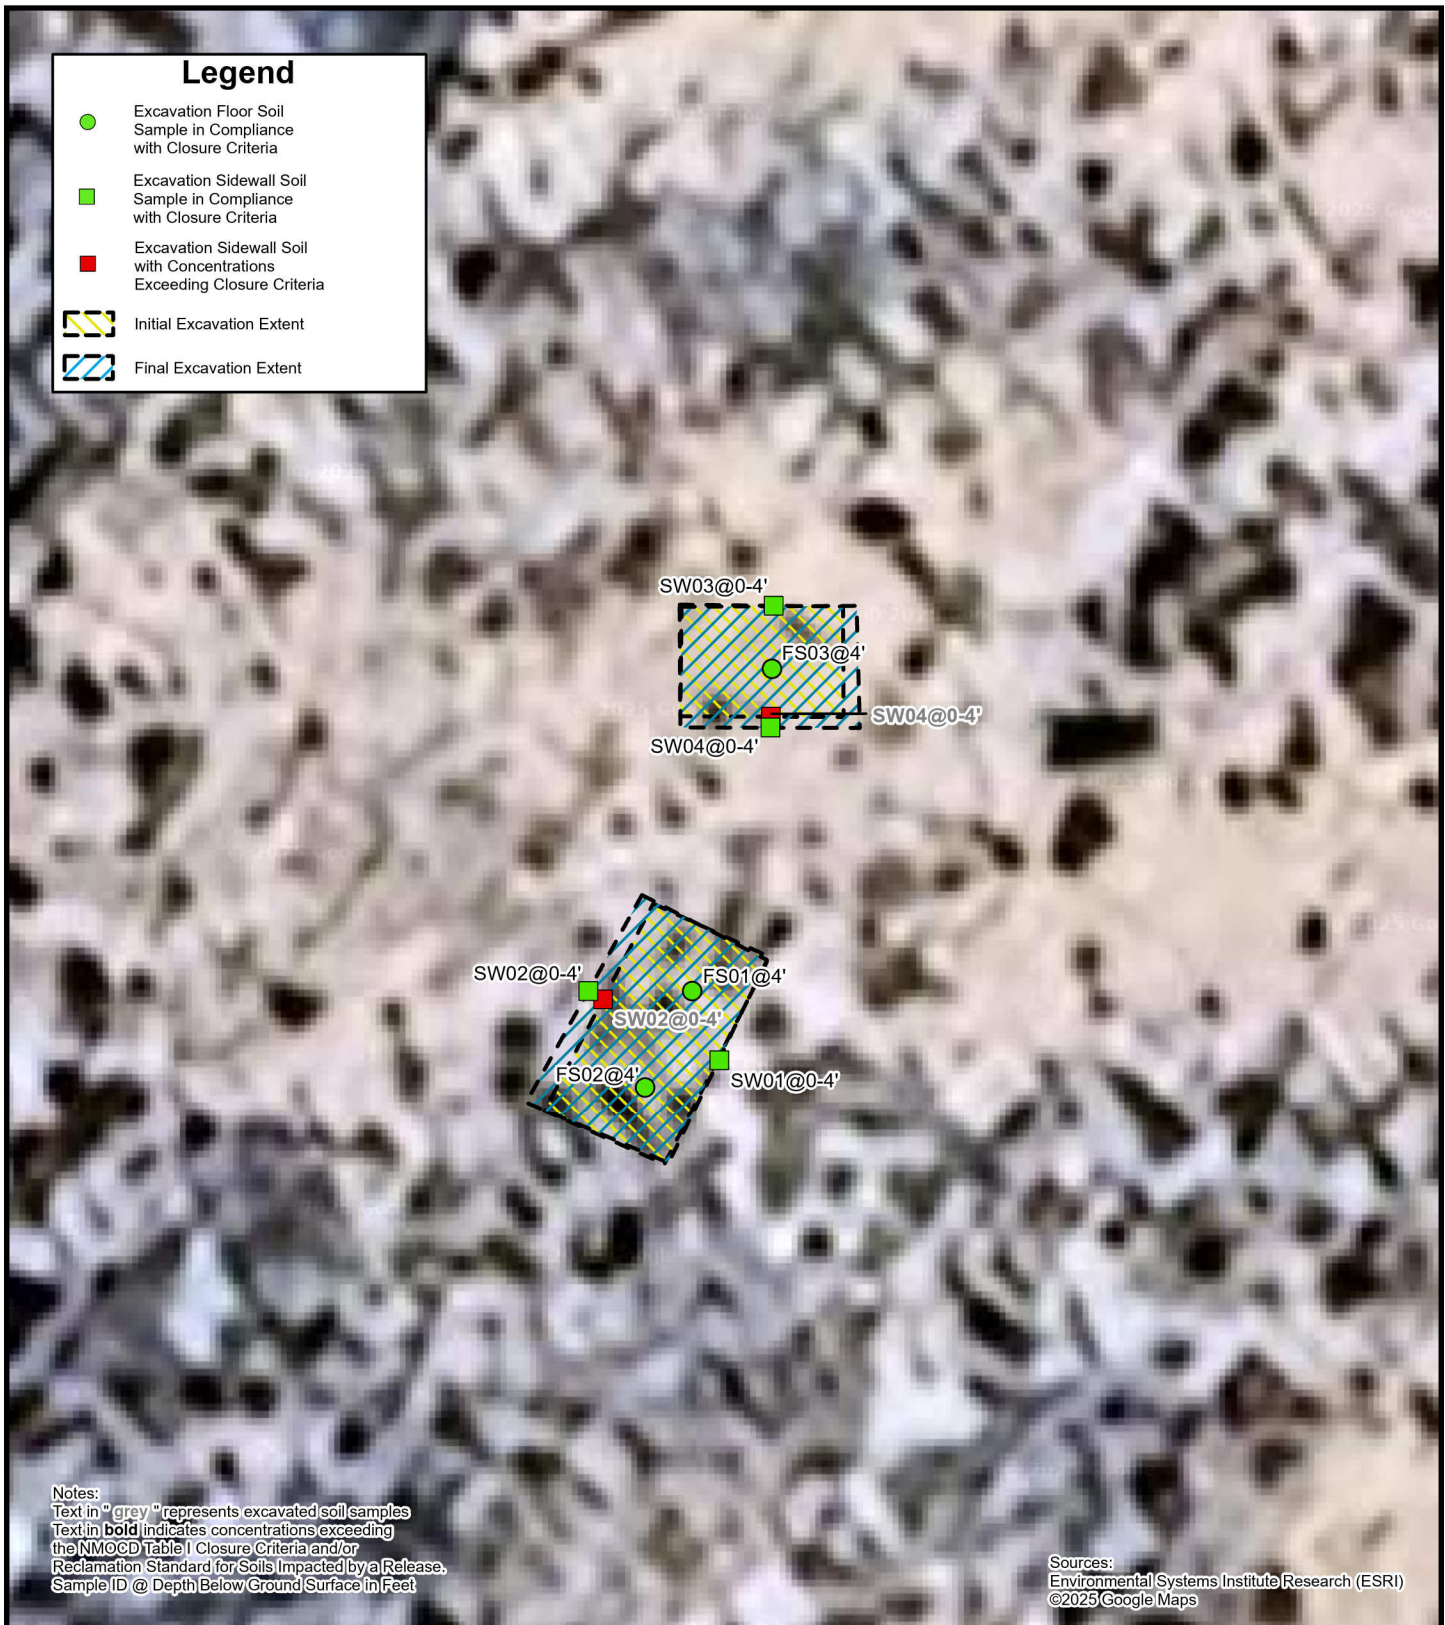 Legend
Excavation Floor Soil
Sample in Compliance
with Closure Criteria
Excavation Sidewall Soil
Sample in Compliance
with Closure Criteria
Excavation Sidewall Soil
with Concentrations
Exceeding Closure Criteria
Initial Excavation Extent
Final Excavation Extent
SW03@0-4'
FS03@4'
SW04@0-4'
SW04@0-4'
SW02@0-4'
FS01@4'
SW02@0-4'
FS02@4'
SW01@0-4'
Notes:
Text in " grey " represents excavated soil samples
Text in bold indicates concentrations exceeding
the NMOCD Table I Closure Criteria and/or
Reclamation Standard for Soils Impacted by a Release.
Sample ID @ Depth Below Ground Surface in Feet
Sources:
Environmental Systems Institute Research (ESRI)
©2025 Google Maps